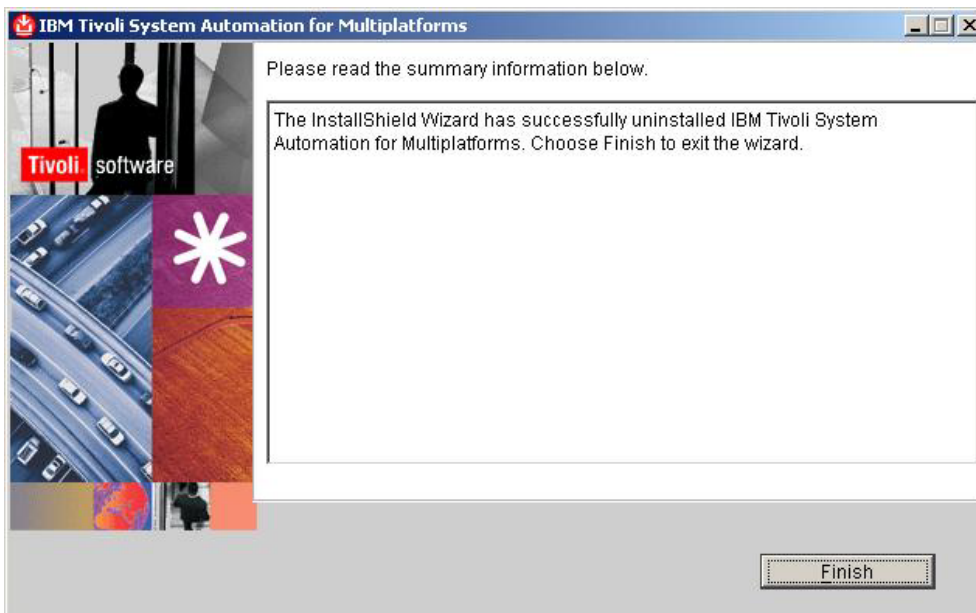 IBM Tivoli System Automation for Multiplatforms
Please read the summary information below.
The InstallShield Wizard has successfully uninstalled IBM Tivoli System
Automation for Multiplatforms. Choose Finish to exit the wizard.
Tivoli. software
Finish